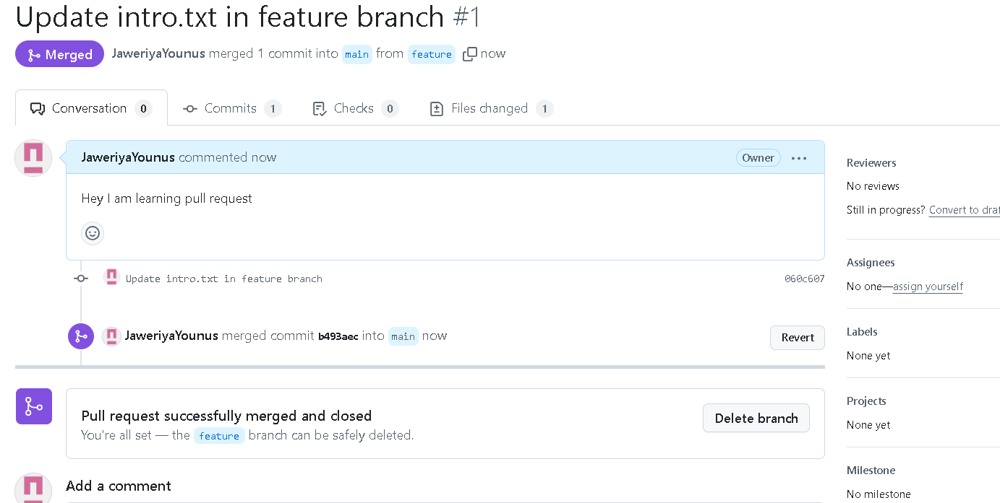 Update intro.txt in feature branch #1
Merged JaweriyaYounus merged 1 commit into main from feature now
Conversation 0 Commits 1 Checks 0 Files changed 1
JaweriyaYounus commented now Owner
Hey I am learning pull request
Update intro.txt in feature branch 060c607
JaweriyaYounus merged commit b493aec into main now Revert
Pull request successfully merged and closed
You're all set — the feature branch can be safely deleted.
Delete branch
Add a comment
Reviewers
No reviews
Still in progress? Convert to draf
Assignees
No one—assign yourself
Labels
None yet
Projects
None yet
Milestone
No milestone